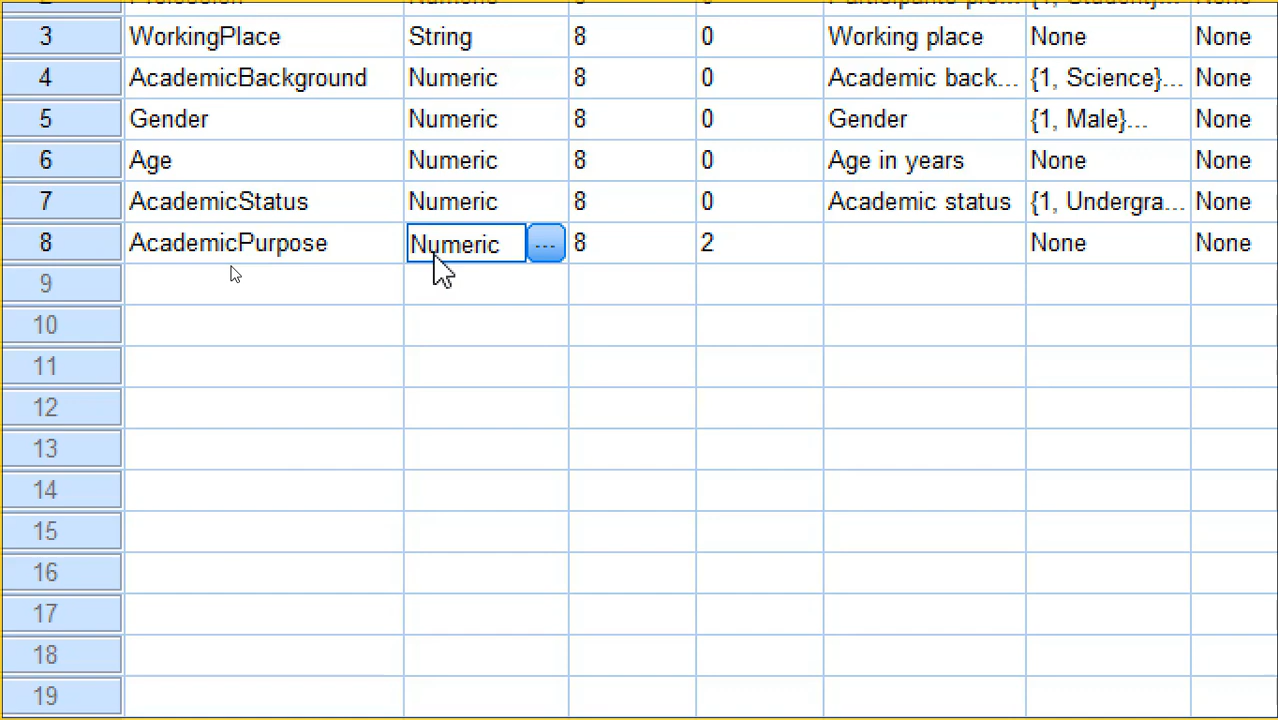 3 WorkingPlace String 8 0 Working place None None
4 AcademicBackground Numeric 8 0 Academic back... {1, Science}... None
5 Gender Numeric 8 0 Gender {1, Male}... None
6 Age Numeric 8 0 Age in years None None
7 AcademicStatus Numeric 8 0 Academic status {1, Undergra... None
8 AcademicPurpose Numeric ... 8 2 None None
9
10
11
12
13
14
15
16
17
18
19